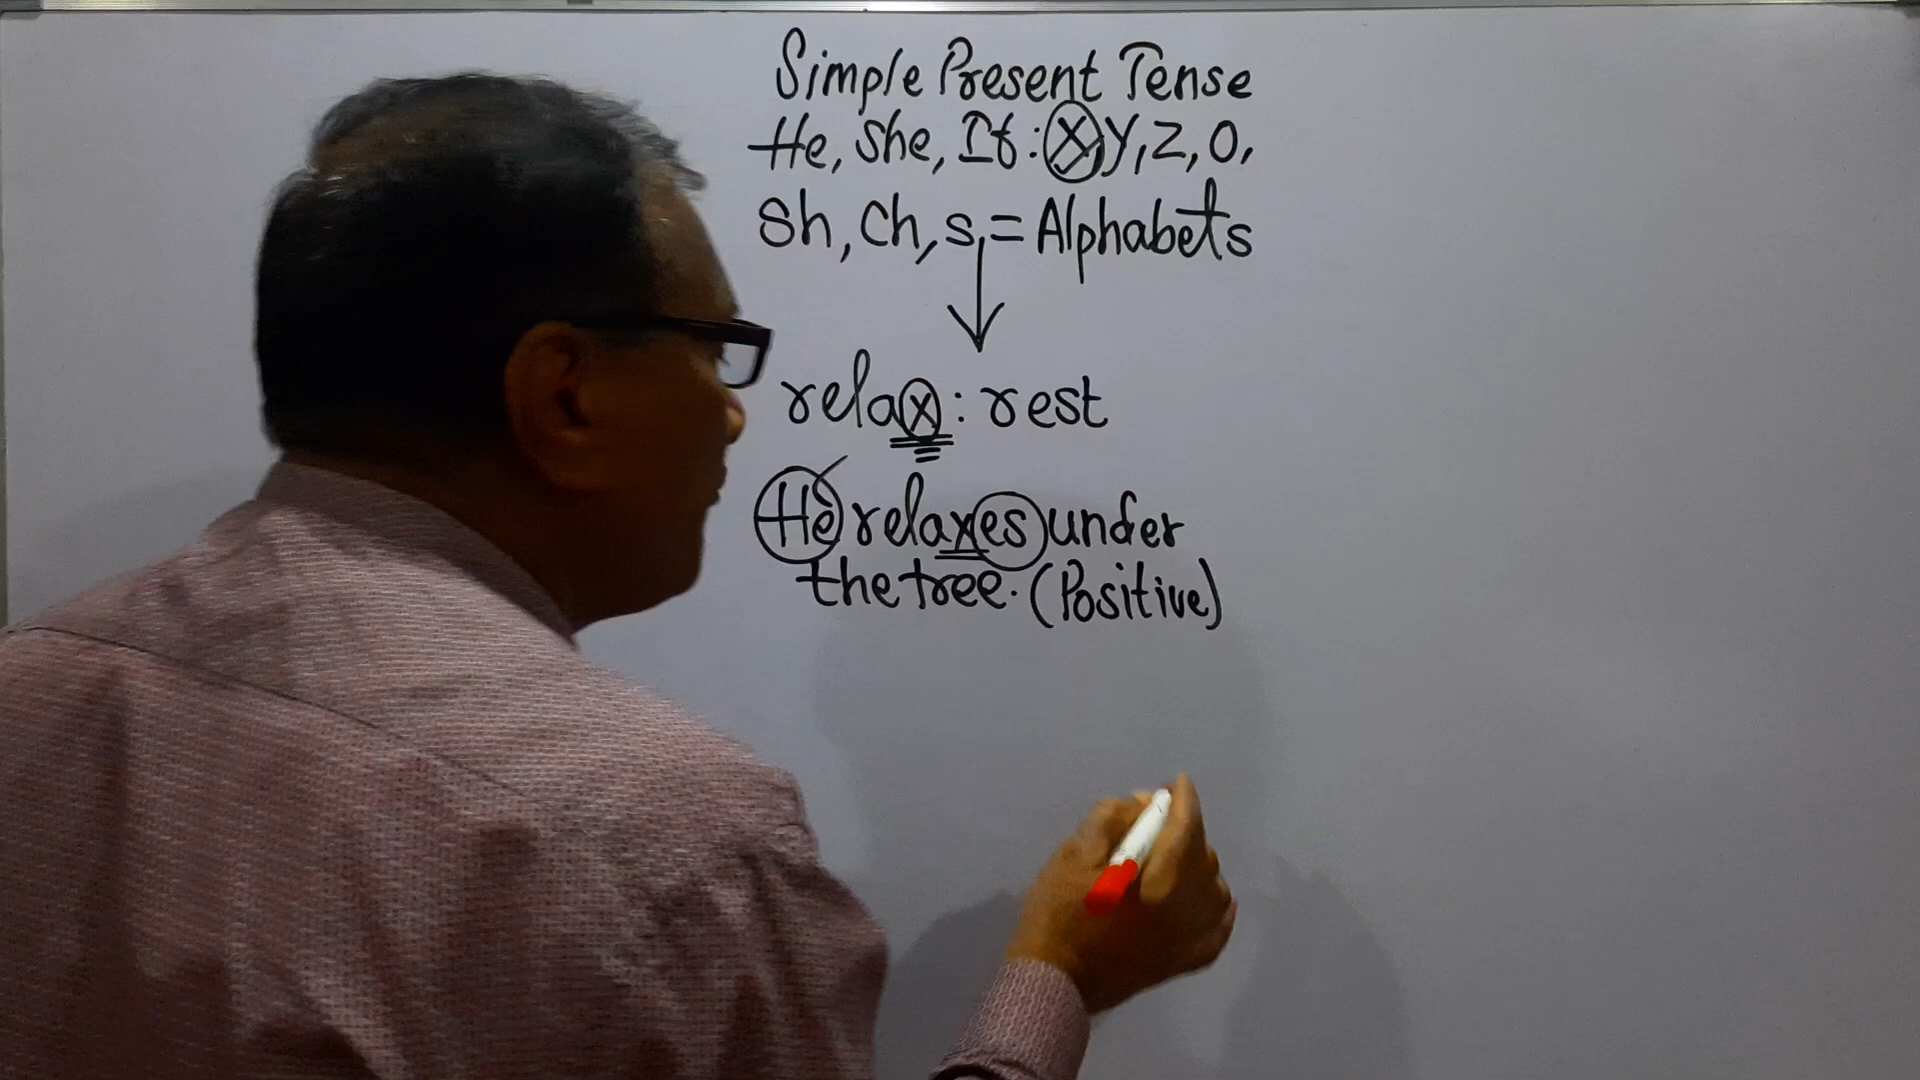 Simple Present Tense
He, She, It : X, Y, Z, O,
Sh, Ch, s, = Alphabets
relax : rest
He relaxes under
the tree. (Positive)